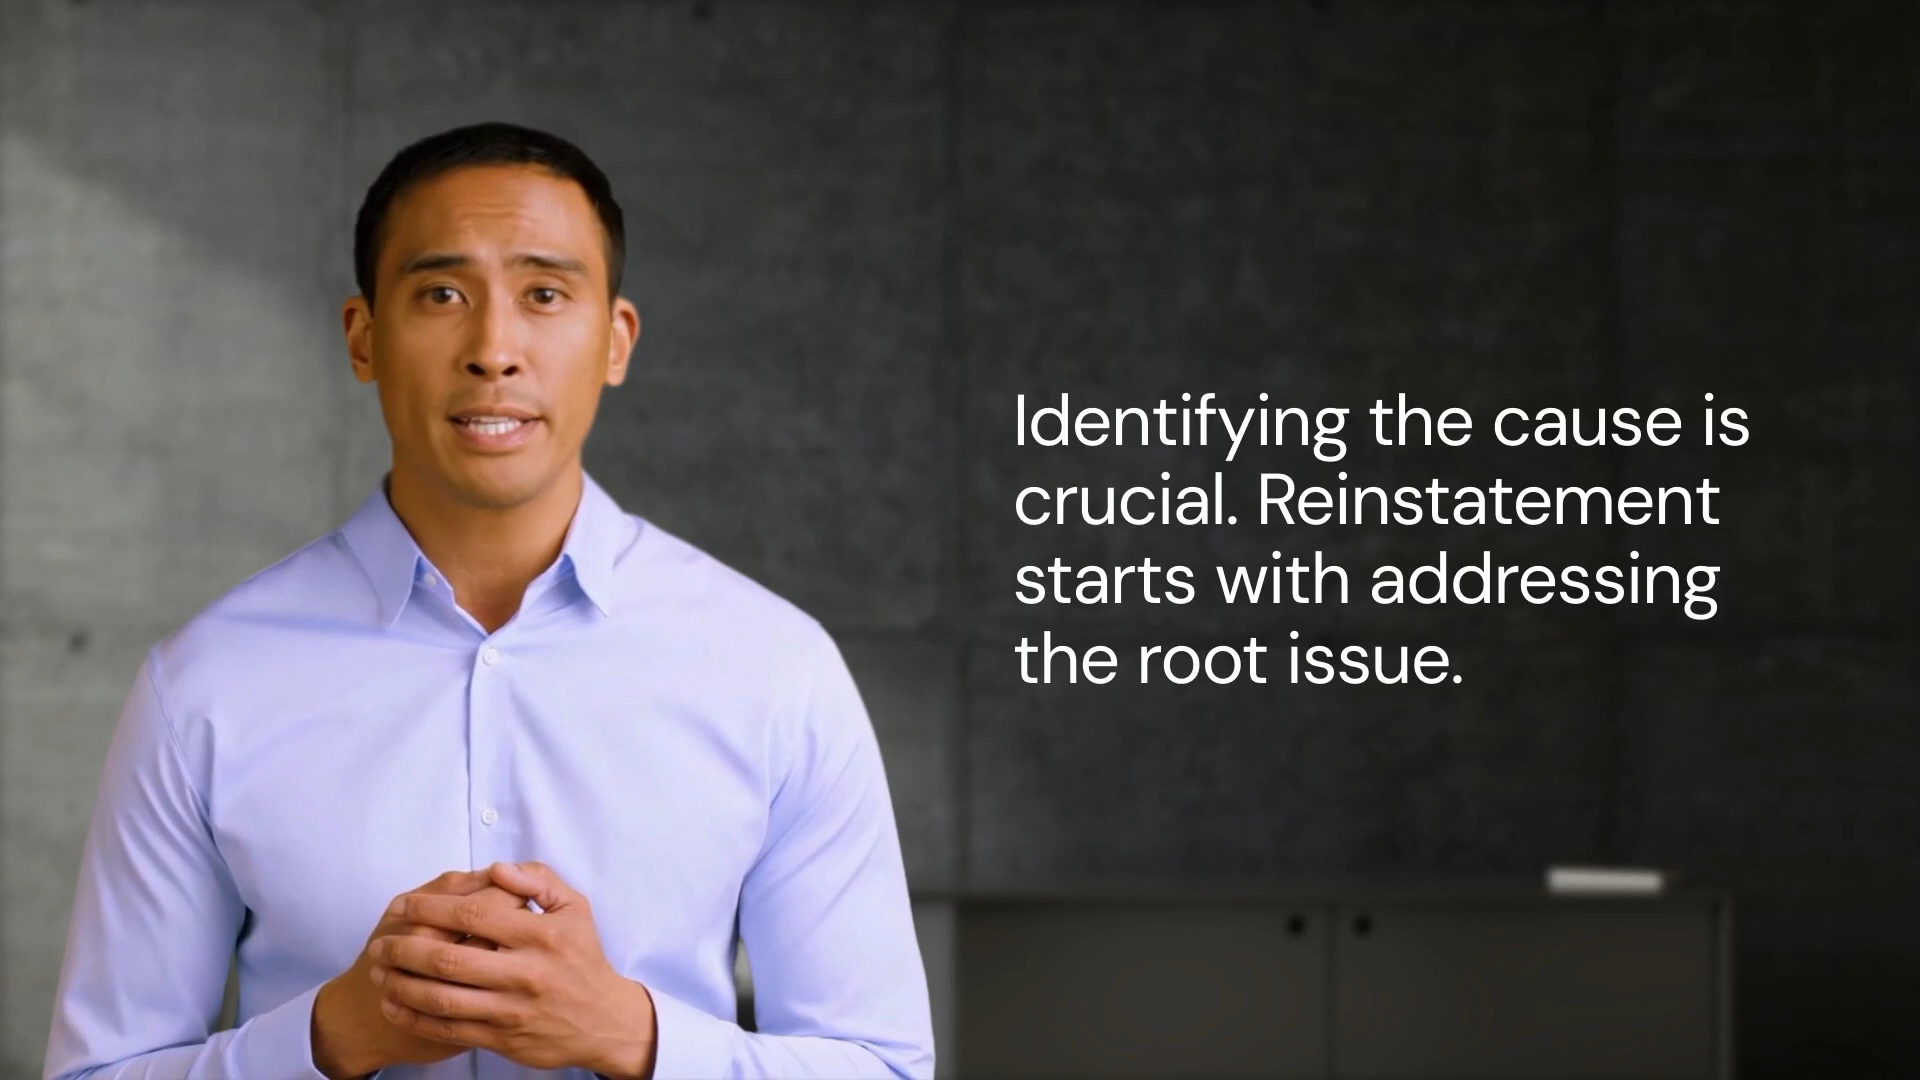 Identifying the cause is
crucial. Reinstatement
starts with addressing
the root issue.